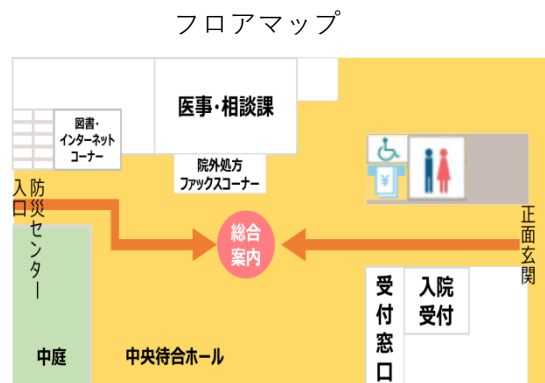 フロアマップ
医事・相談課
図書・
インターネット
コーナー
院外処方
ファックスコーナー
¥
防災センター
入口
総合
案内
正面玄関
受付窓口
入院
受付
中庭
中央待合ホール